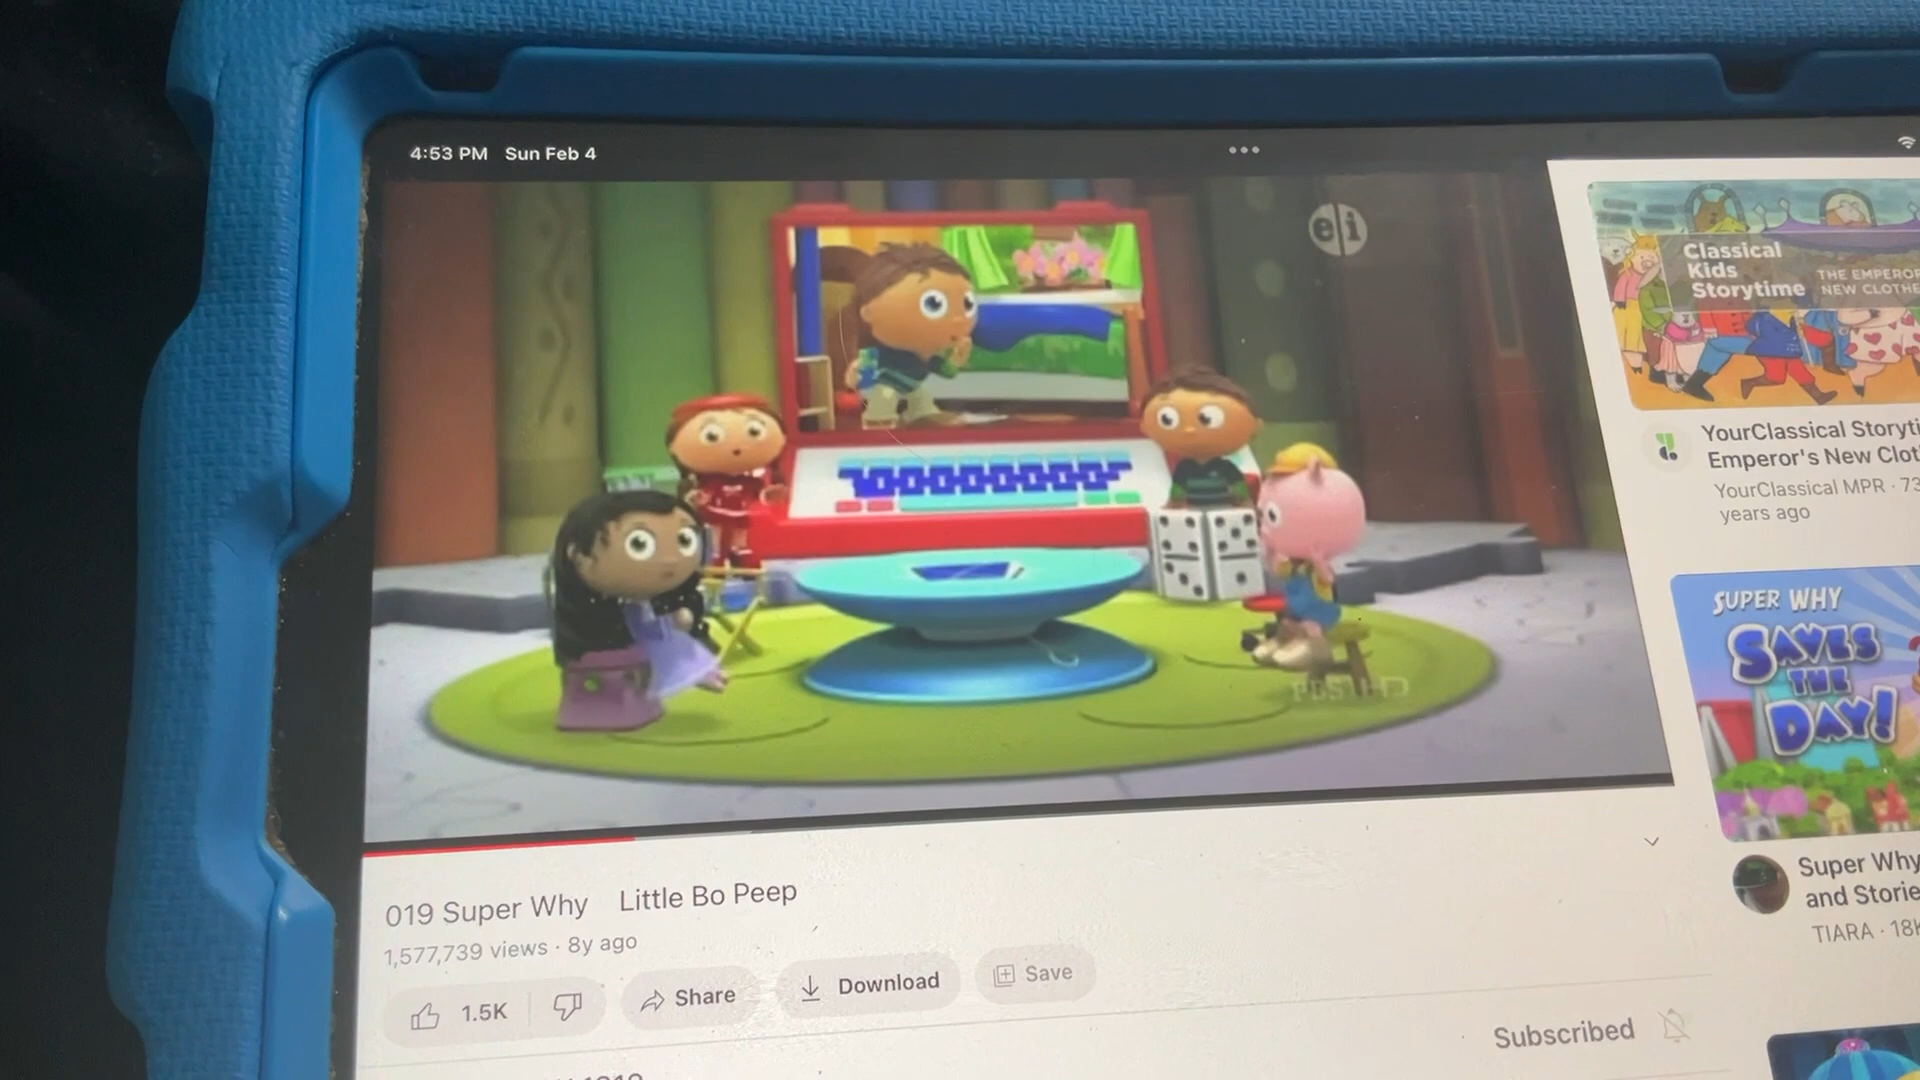 4:53 PM Sun Feb 4
e i
Classical
Kids
Storytime
THE EMPEROR
NEW CLOTHE
YourClassical Storyti
Emperor's New Clot
YourClassical MPR · 73
years ago
SUPER WHY
SAVES
THE
DAY!
Super Why
and Storie
TIARA · 18K
019 Super Why Little Bo Peep
1,577,739 views · 8y ago
1.5K
Share
Download
Save
Subscribed